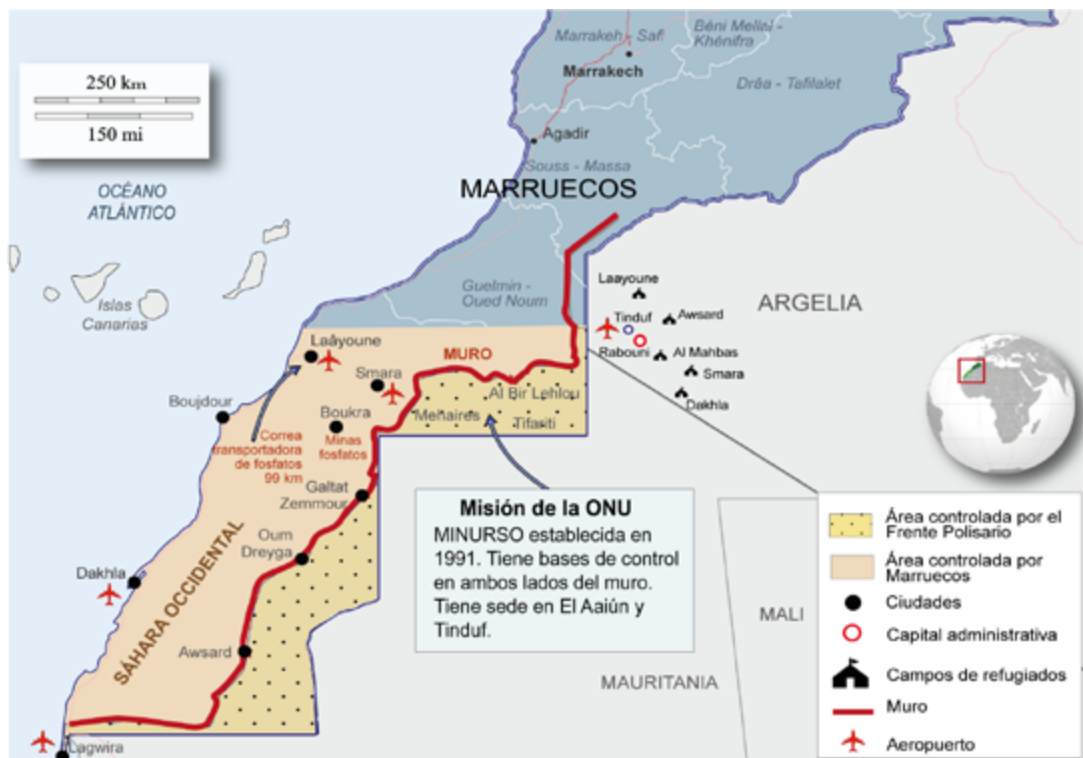 Marrakeh - Safi
Béni Mellal -
Khénifra
Marrakech
Drâa - Tafilalet
250 km
150 mi
Agadir
Souss - Massa
MARRUECOS
OCÉANO
ATLÁNTICO
Islas
Canarias
Guelmin -
Oued Noum
Laayoune
Tinduf
Awsard
Rabouni
Al Mahbas
Smara
Dakhla
ARGELIA
Laâyoune
MURO
Smara
Al Bir Lehlou
Mehaires
Tifariti
Boujdour
Boukra
Minas
fosfatos
Correa
transportadora
de fosfatos
99 km
Galtat
Zemmour
Oum
Dreyga
Dakhla
SÁHARA OCCIDENTAL
Awsard
Lagwira
Misión de la ONU
MINURSO establecida en
1991. Tiene bases de control
en ambos lados del muro.
Tiene sede en El Aaiún y
Tinduf.
MALI
MAURITANIA
Área controlada por el
Frente Polisario
Área controlada por
Marruecos
Ciudades
Capital administrativa
Campos de refugiados
Muro
Aeropuerto